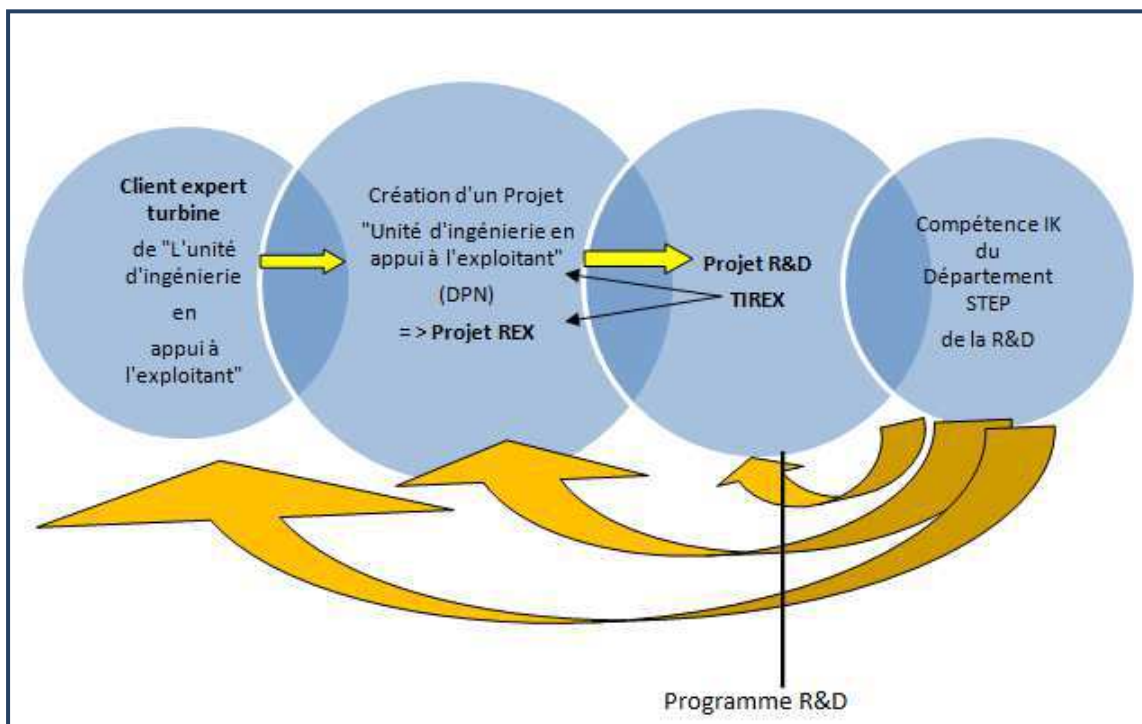 Client expert
turbine
de "L'unité
d'ingénierie
en
appui à
l'exploitant"
Création d'un Projet
"Unité d'ingénierie en
appui à l'exploitant"
(DPN)
= > Projet REX
Projet R&D
TIREX
Compétence IK
du
Département
STEP
de la R&D
Programme R&D